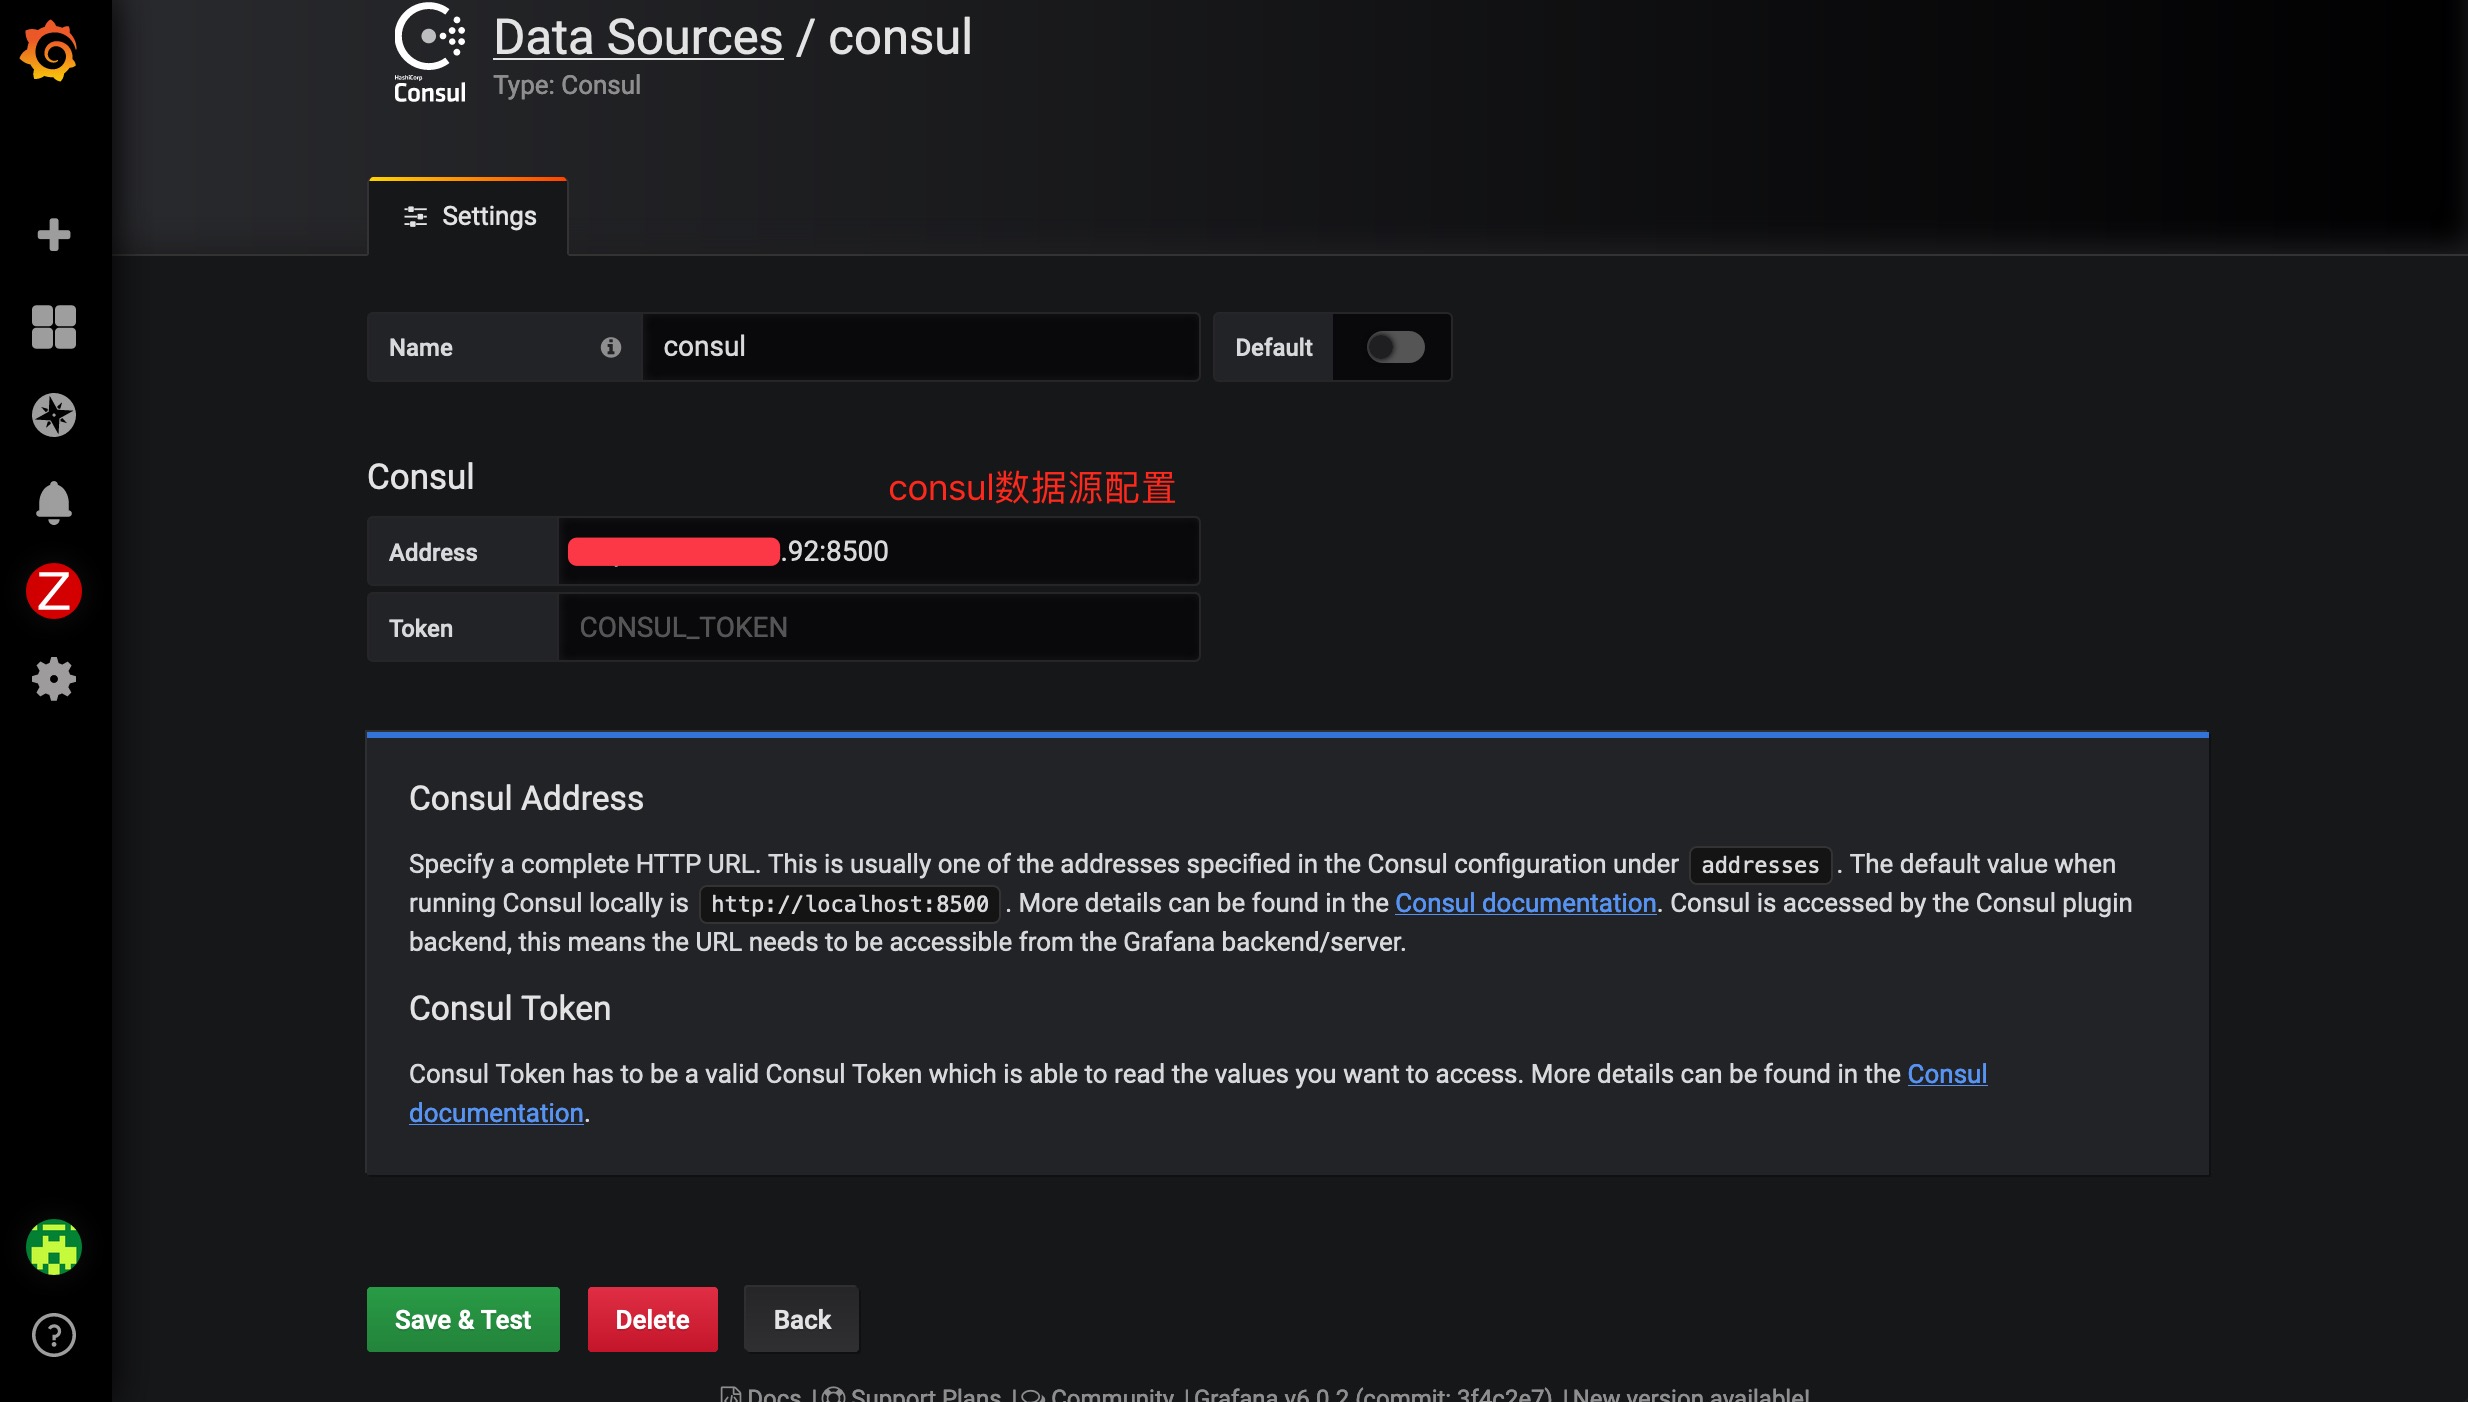 Data Sources / consul
HashiCorp
Consul
Type: Consul
Settings
Name
consul
Default
Consul
consul数据源配置
Address
.92:8500
Token
CONSUL_TOKEN
Z
Consul Address
Specify a complete HTTP URL. This is usually one of the addresses specified in the Consul configuration under addresses . The default value when
running Consul locally is http://localhost:8500 . More details can be found in the Consul documentation. Consul is accessed by the Consul plugin
backend, this means the URL needs to be accessible from the Grafana backend/server.
Consul Token
Consul Token has to be a valid Consul Token which is able to read the values you want to access. More details can be found in the Consul
documentation.
Save & Test
Delete
Back
Docs | Support Plans | Community | Grafana v6.0.2 (commit: 3f4c2e7) | New version available!